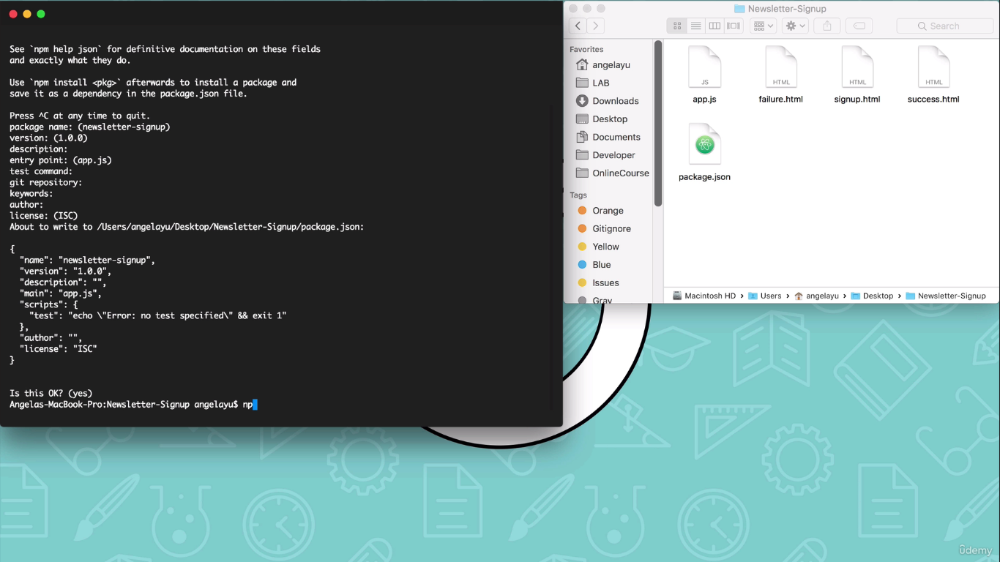 See `npm help json` for definitive documentation on these fields
and exactly what they do.
Use `npm install <pkg>` afterwards to install a package and
save it as a dependency in the package.json file.
Press ^C at any time to quit.
package name: (newsletter-signup)
version: (1.0.0)
description:
entry point: (app.js)
test command:
git repository:
keywords:
author:
license: (ISC)
About to write to /Users/angelayu/Desktop/Newsletter-Signup/package.json:
{
"name": "newsletter-signup",
"version": "1.0.0",
"description": "",
"main": "app.js",
"scripts": {
"test": "echo \"Error: no test specified\" && exit 1"
},
"author": "",
"license": "ISC"
}
Is this OK? (yes)
Angelas-MacBook-Pro:Newsletter-Signup angelayu$ np
Newsletter-Signup
Search
Favorites
angelayu
LAB
Downloads
Desktop
Documents
Developer
OnlineCourse
Tags
Orange
Gitignore
Yellow
Blue
Issues
Gray
JS
HTML
HTML
HTML
app.js
failure.html
signup.html
success.html
package.json
Macintosh HD › Users › angelayu › Desktop › Newsletter-Signup
ûdemy